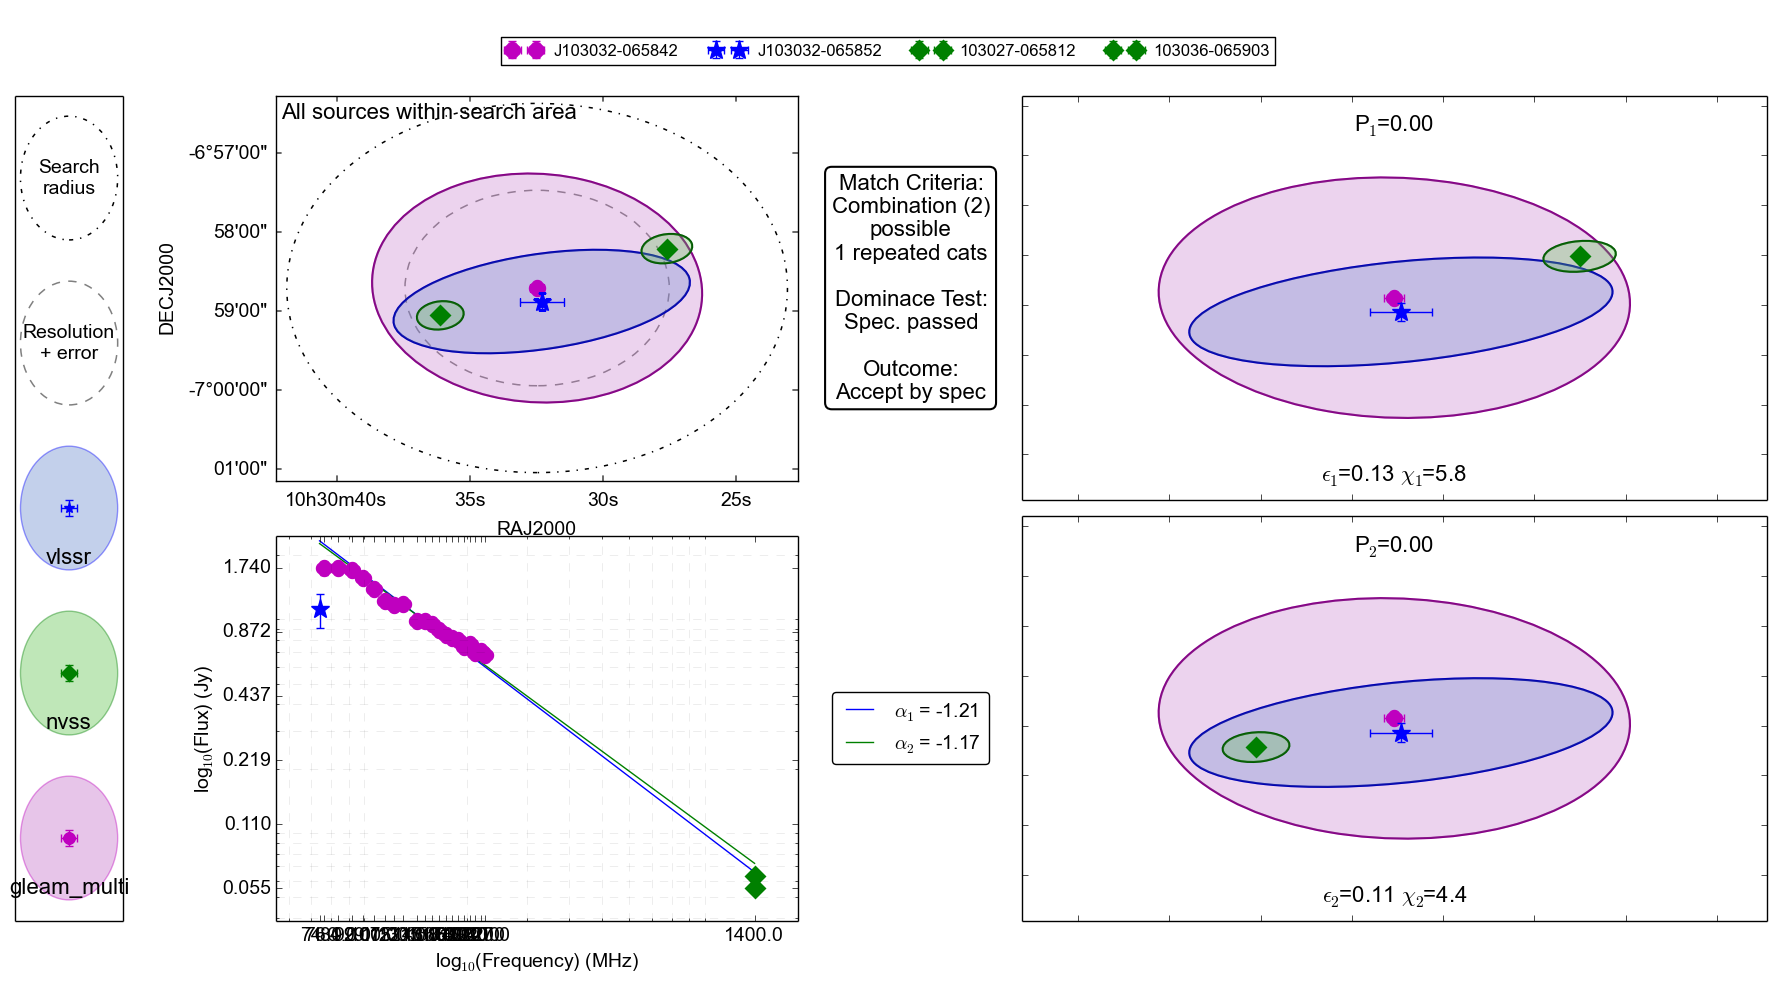 J103032-065842 J103032-065852 103027-065812 103036-065903
Search
radius
Resolution
+ error
vlssr
nvss
gleam_multi
All sources within search area
DECJ2000
-6°57'00"
58'00"
59'00"
-7°00'00"
01'00"
10h30m40s 35s 30s 25s
RAJ2000
Match Criteria:
Combination (2)
possible
1 repeated cats
Dominace Test:
Spec. passed
Outcome:
Accept by spec
P1=0.00
ϵ1=0.13 χ1=5.8
log10(Flux) (Jy)
1.740
0.872
0.437
0.219
0.110
0.055
1400.0
log10(Frequency) (MHz)
α1 = -1.21
α2 = -1.17
P2=0.00
ϵ2=0.11 χ2=4.4